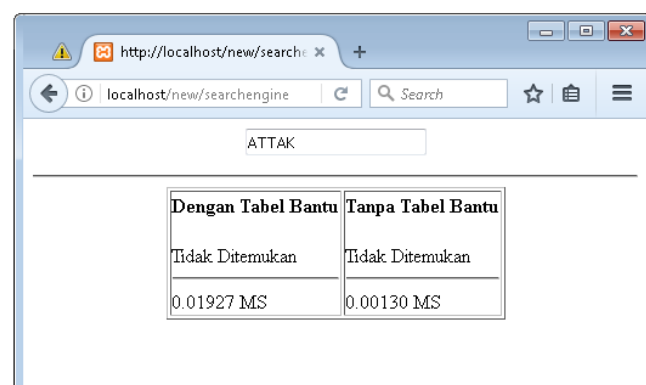 http://localhost/new/searche
localhost/new/searchengine
Search
ATTAK
Dengan Tabel Bantu Tanpa Tabel Bantu
Tidak Ditemukan Tidak Ditemukan
0.01927 MS 0.00130 MS